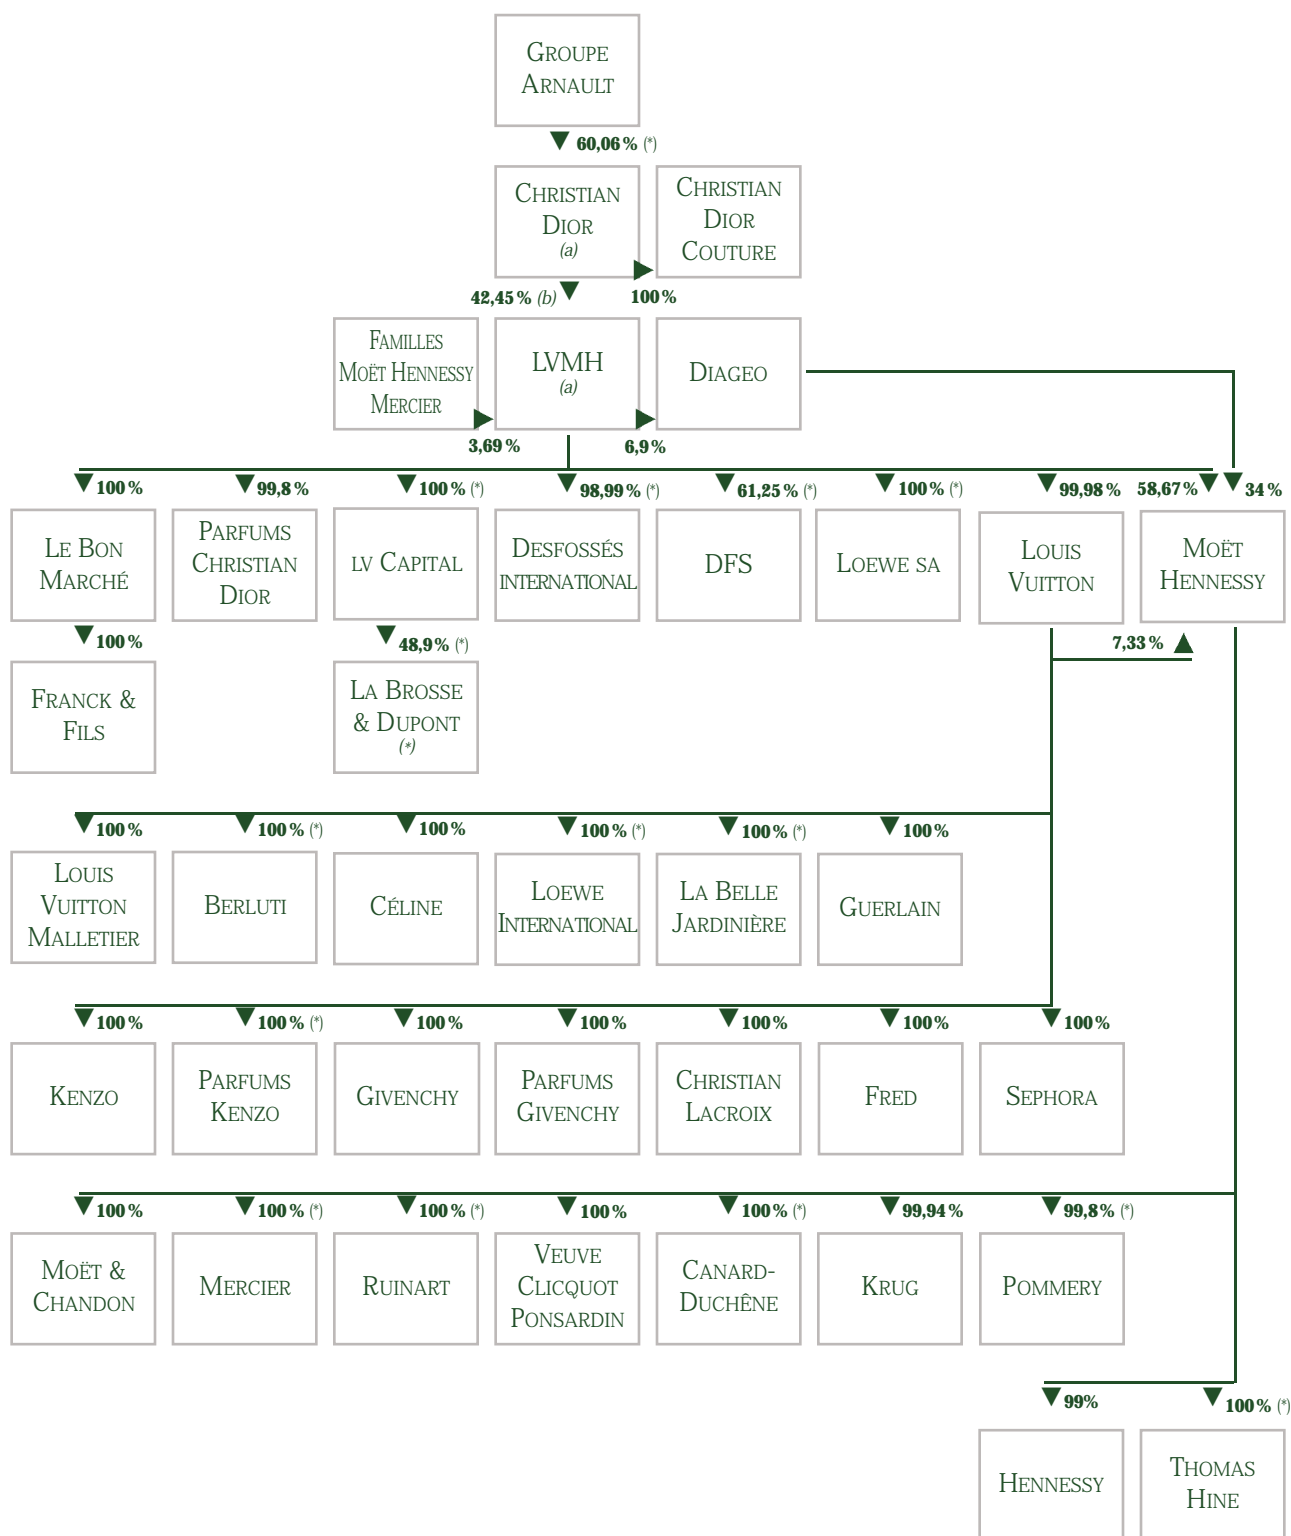 GROUPE
ARNAULT
60,06% (*)
CHRISTIAN
DIOR
(a)
CHRISTIAN
DIOR
COUTURE
42,45% (b)
100%
FAMILLES
MOËT HENNESSY
MERCIER
LVMH
(a)
DIAGEO
3,69%
6,9%
100%
99,8%
100% (*)
98,99% (*)
61,25% (*)
100% (*)
99,98%
58,67%
34%
LE BON
MARCHÉ
PARFUMS
CHRISTIAN
DIOR
LV CAPITAL
DESFOSSÉS
INTERNATIONAL
DFS
LOEWE SA
LOUIS
VUITTON
MOËT
HENNESSY
100%
48,9% (*)
7,33%
FRANCK &
FILS
LA BROSSE
& DUPONT
(*)
100%
100% (*)
100%
100% (*)
100% (*)
100%
LOUIS
VUITTON
MALLETIER
BERLUTI
CÉLINE
LOEWE
INTERNATIONAL
LA BELLE
JARDINIÈRE
GUERLAIN
100%
100% (*)
100%
100%
100%
100%
100%
KENZO
PARFUMS
KENZO
GIVENCHY
PARFUMS
GIVENCHY
CHRISTIAN
LACROIX
FRED
SEPHORA
100%
100% (*)
100% (*)
100%
100% (*)
99,94%
99,8% (*)
MOËT &
CHANDON
MERCIER
RUINART
VEUVE
CLICQUOT
PONSARDIN
CANARD-
DUCHÊNE
KRUG
POMMERY
99%
100% (*)
HENNESSY
THOMAS
HINE